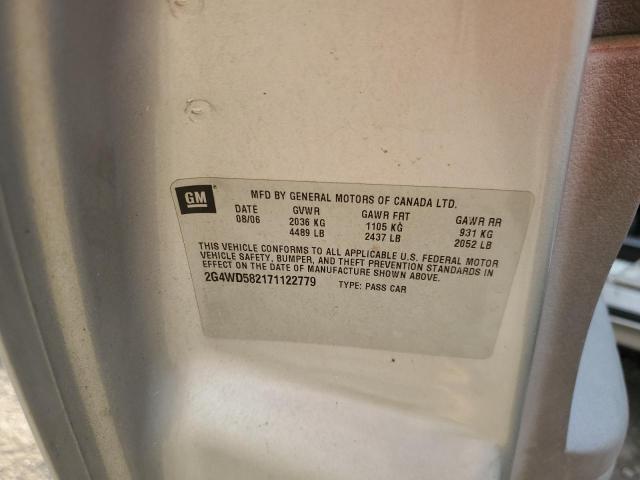 GM
MFD BY GENERAL MOTORS OF CANADA LTD.
DATE GVWR GAWR FRT GAWR RR
08/06 2036 KG 1105 KG 931 KG
4489 LB 2437 LB 2052 LB
THIS VEHICLE CONFORMS TO ALL APPLICABLE U.S. FEDERAL MOTOR
VEHICLE SAFETY, BUMPER, AND THEFT PREVENTION STANDARDS IN
EFFECT ON THE DATE OF MANUFACTURE SHOWN ABOVE.
2G4WD582171122779 TYPE: PASS CAR